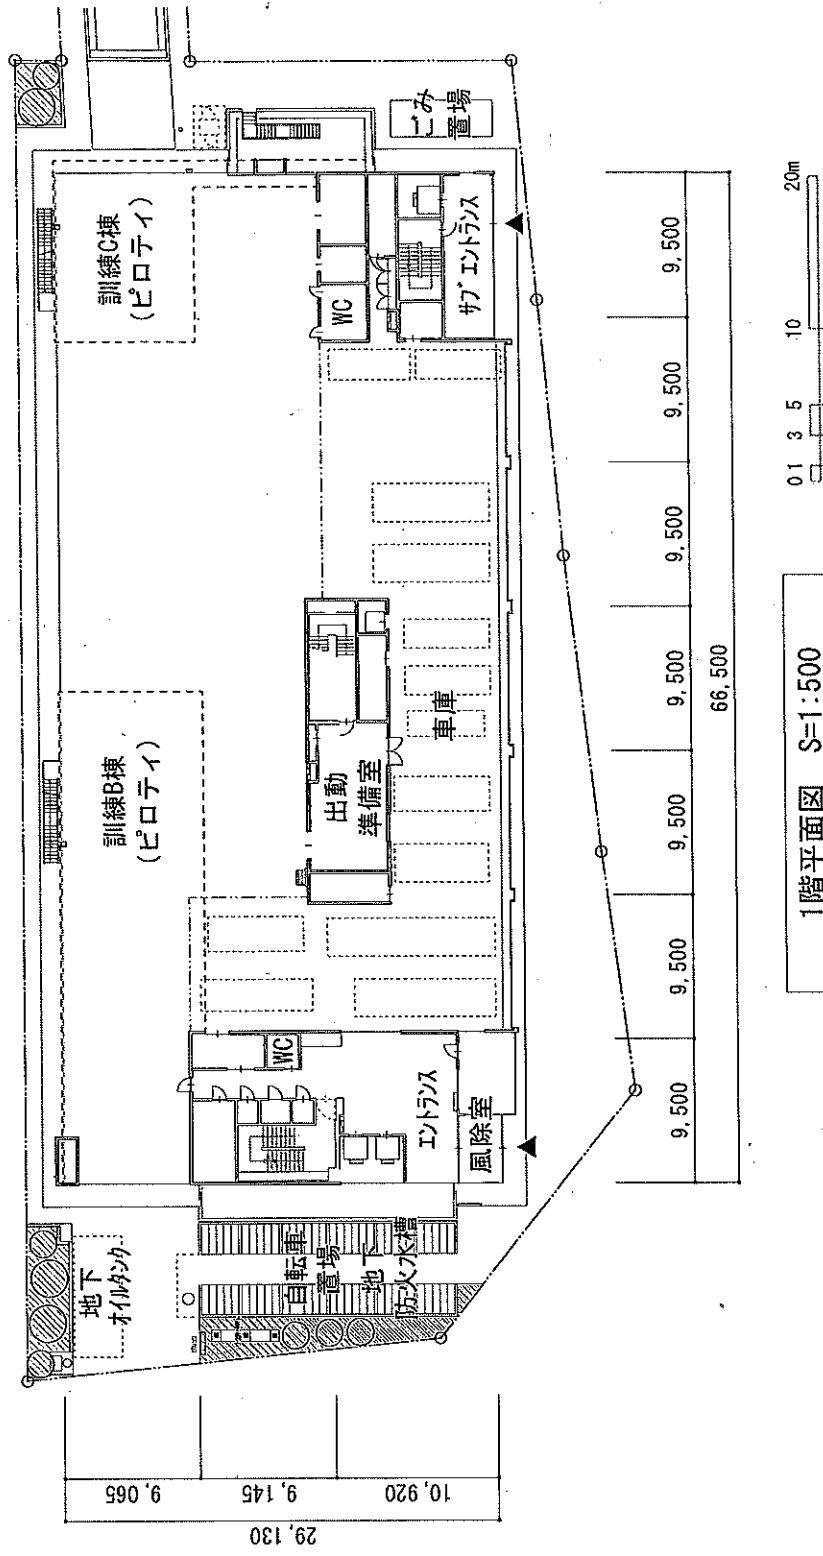 ごみ
置場
訓練C棟
(ピロティ)
WC
サブエントランス
訓練B棟
(ピロティ)
出動
準備室
車庫
WC
エントランス
風除室
地下
オイルタンク
自転車
置場
地下
防火水槽
9,500
9,500
9,500
9,500
9,500
9,500
9,500
66,500
9,065
9,145
10,920
29,130
0 1 3 5 10 20m
1階平面図 S=1:500